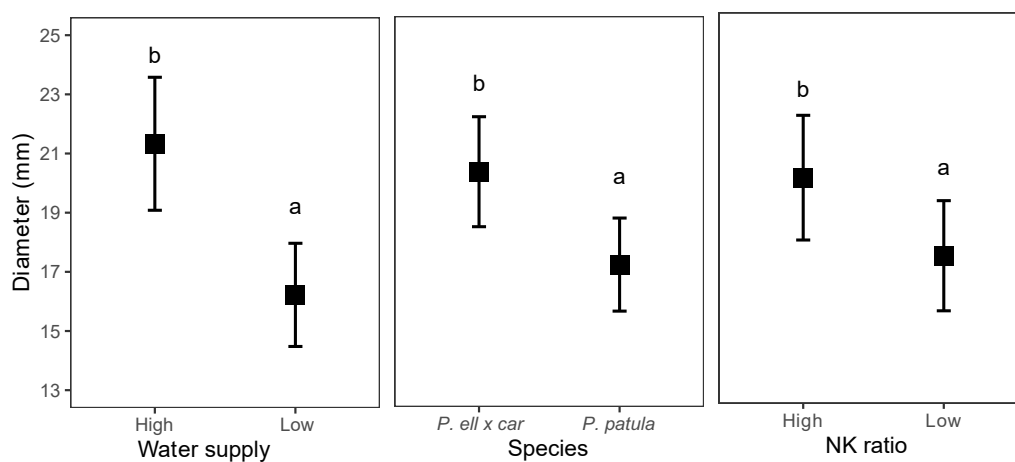 Diameter (mm)
25
23
21
19
17
15
13
b
a
High
Low
Water supply
b
a
P. ell x car
P. patula
Species
b
a
High
Low
NK ratio